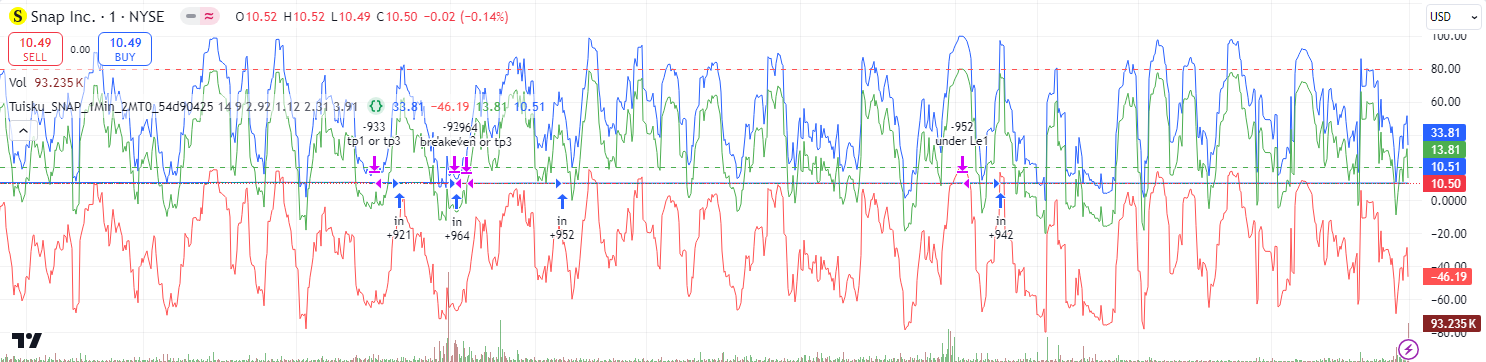 S Snap Inc. · 1 · NYSE O10.52 H10.52 L10.49 C10.50 −0.02 (−0.14%)
USD
10.49 SELL
0.00
10.49 BUY
Vol 93.235 K
Tuisku_SNAP_1Min_2MT0_54d90425 14 9 2.92 1.12 2.31 3.91 {} 33.81 −46.19 13.81 10.51
-933
tp1 or tp3
-92964
breakeven or tp3
-952
under Le1
in
+921
in
+964
in
+952
in
+942
100.00
80.00
60.00
33.81
13.81
10.51
10.50
0.0000
−20.00
−40.00
−46.19
−60.00
93.235 K
−80.00